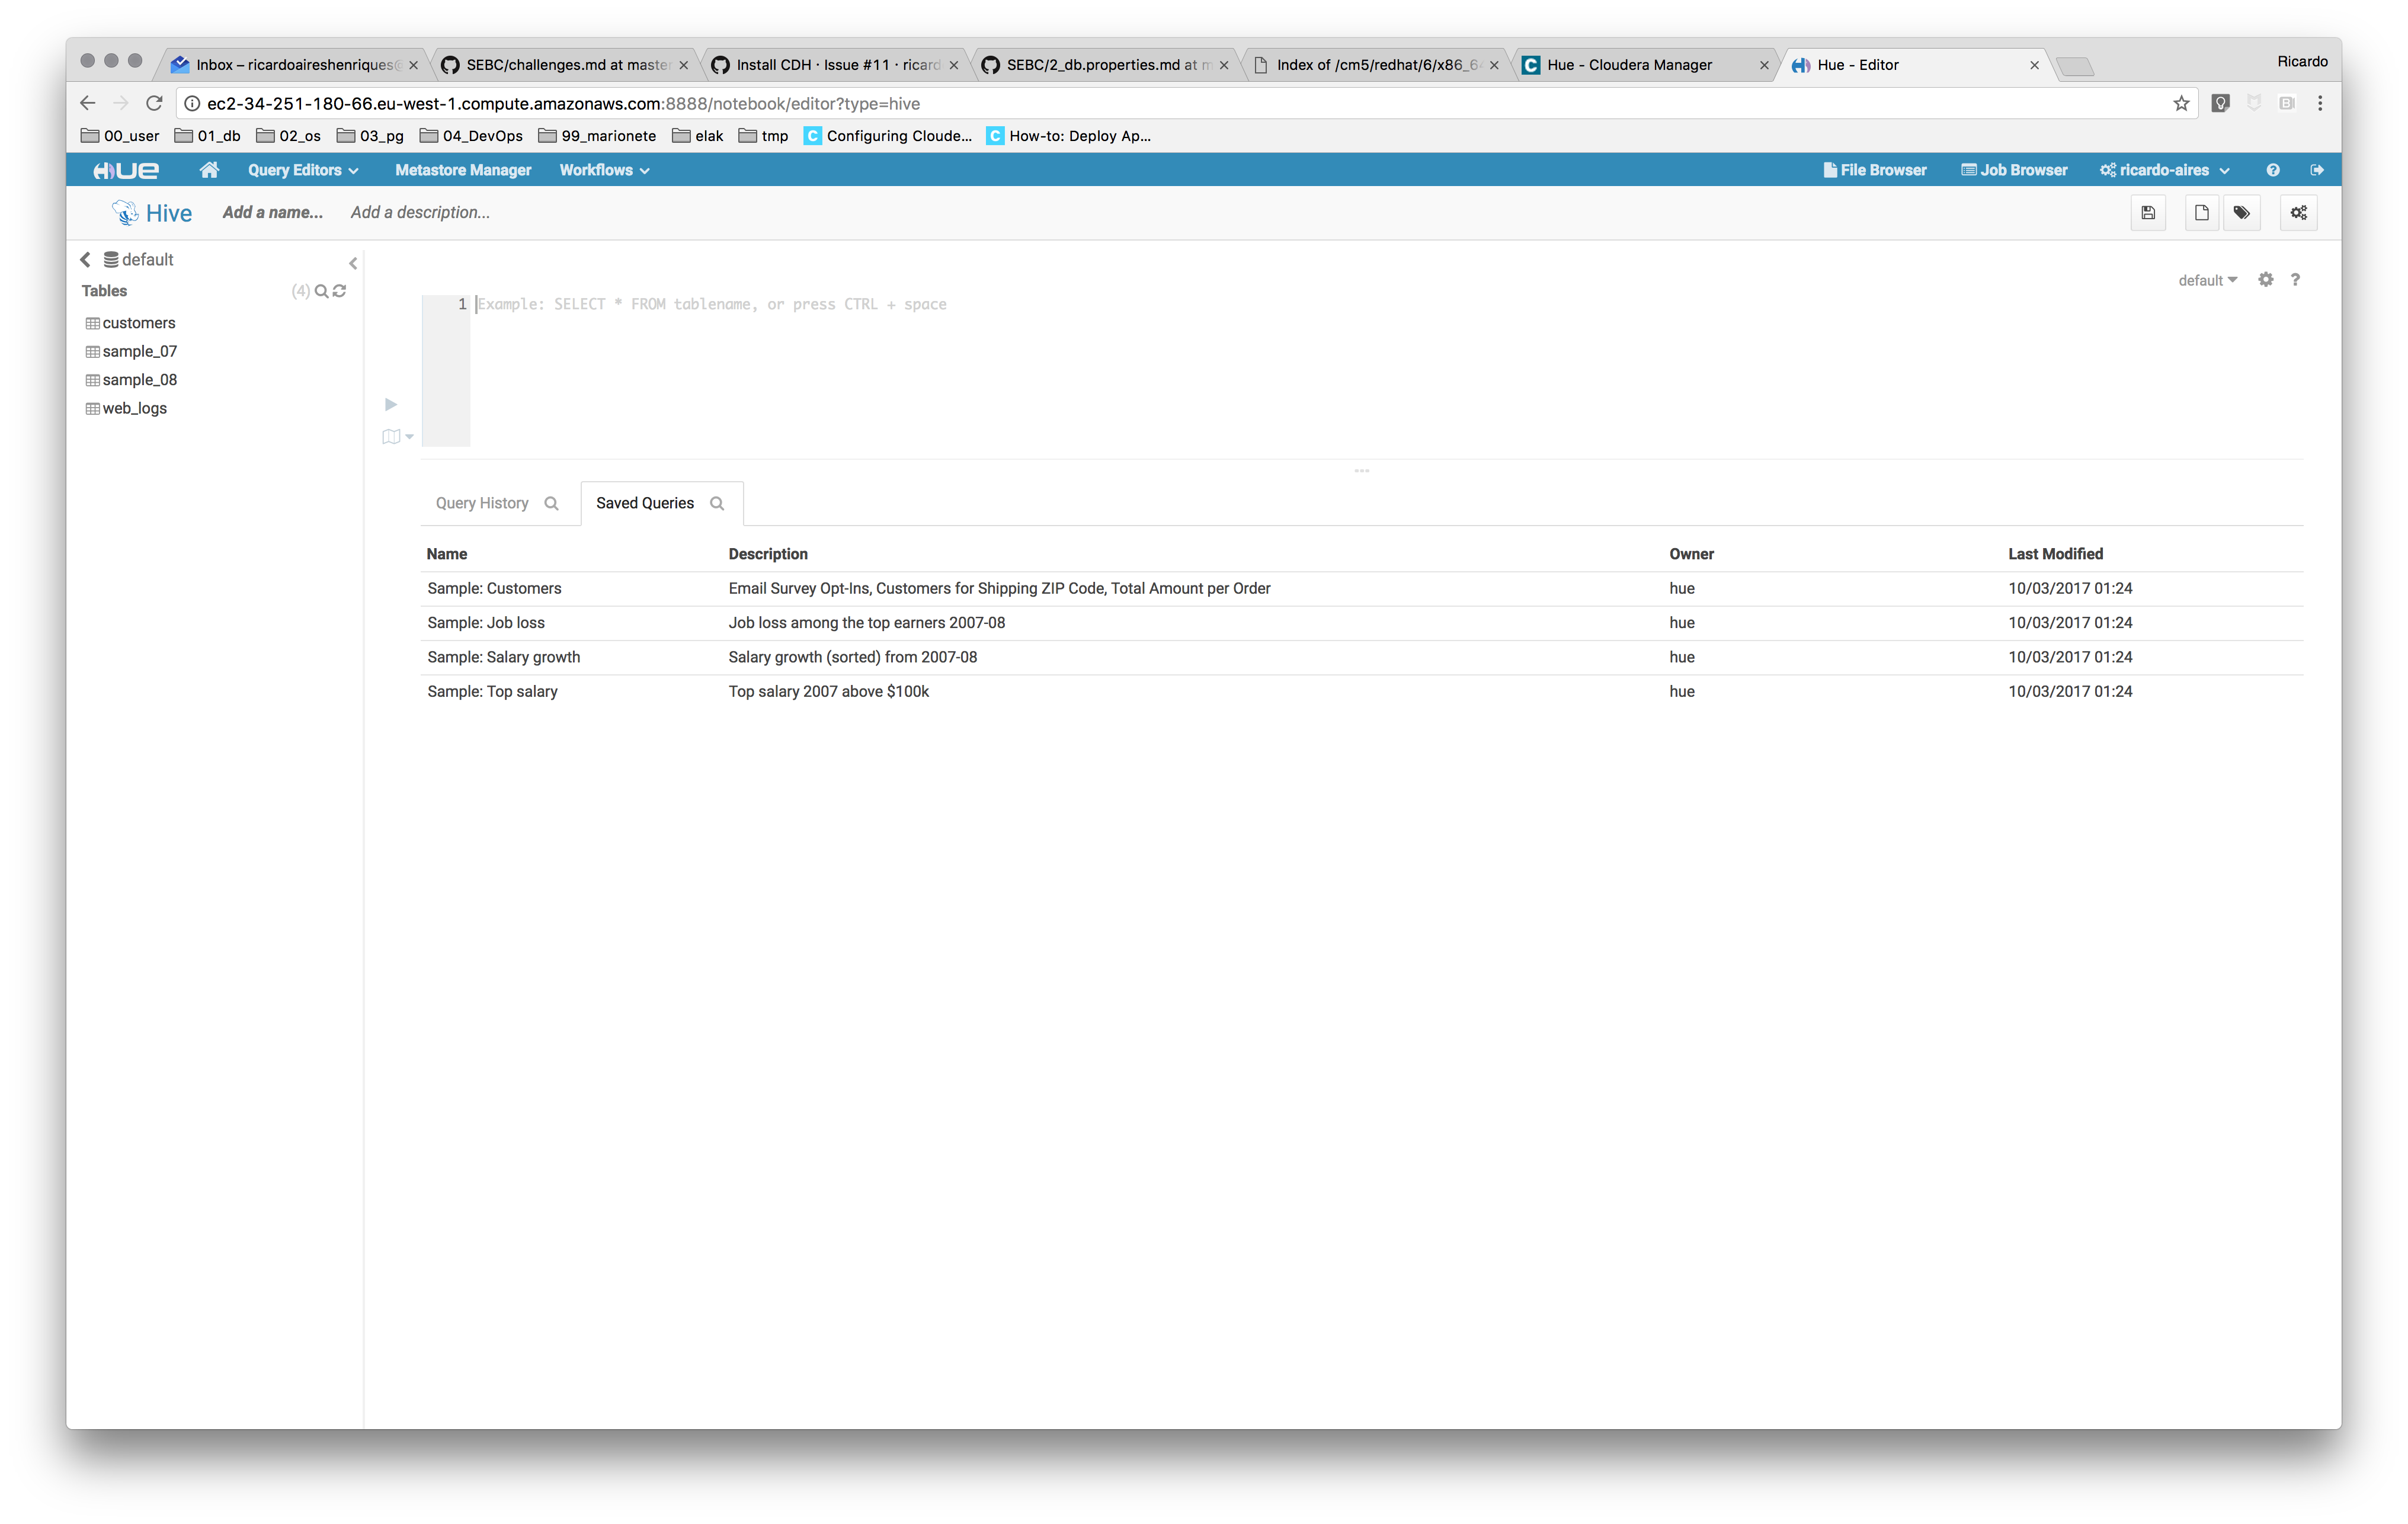 Inbox – ricardoaireshenriques@
SEBC/challenges.md at master
Install CDH · Issue #11 · ricard
SEBC/2_db.properties.md at m
Index of /cm5/redhat/6/x86_64
Hue - Cloudera Manager
Hue - Editor
Ricardo
ec2-34-251-180-66.eu-west-1.compute.amazonaws.com:8888/notebook/editor?type=hive
00_user 01_db 02_os 03_pg 04_DevOps 99_marionete elak tmp Configuring Cloude... How-to: Deploy Ap...
HUE Query Editors Metastore Manager Workflows File Browser Job Browser ricardo-aires
Hive Add a name... Add a description...
default
Tables (4)
customers
sample_07
sample_08
web_logs
default
1 Example: SELECT * FROM tablename, or press CTRL + space
Query History Saved Queries
Name Description Owner Last Modified
Sample: Customers Email Survey Opt-Ins, Customers for Shipping ZIP Code, Total Amount per Order hue 10/03/2017 01:24
Sample: Job loss Job loss among the top earners 2007-08 hue 10/03/2017 01:24
Sample: Salary growth Salary growth (sorted) from 2007-08 hue 10/03/2017 01:24
Sample: Top salary Top salary 2007 above $100k hue 10/03/2017 01:24